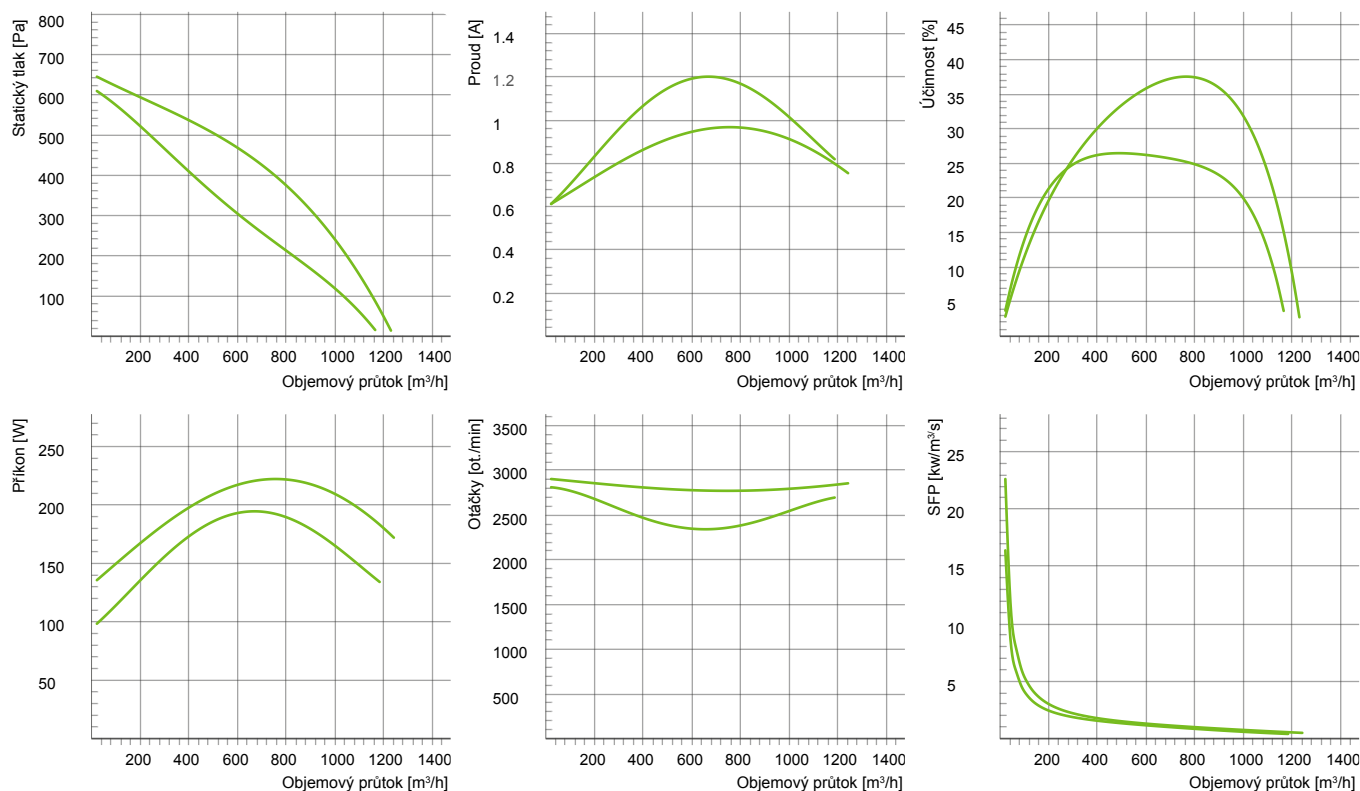 Statický tlak [Pa]
800
700
600
500
400
300
200
100
200 400 600 800 1000 1200 1400
Objemový průtok [m³/h]
Proud [A]
1.4
1.2
1
0.8
0.6
0.4
0.2
200 400 600 800 1000 1200 1400
Objemový průtok [m³/h]
Účinnost [%]
45
40
35
30
25
20
15
10
5
200 400 600 800 1000 1200 1400
Objemový průtok [m³/h]
Příkon [W]
250
200
150
100
50
200 400 600 800 1000 1200 1400
Objemový průtok [m³/h]
Otáčky [ot./min]
3500
3000
2500
2000
1500
1000
500
200 400 600 800 1000 1200 1400
Objemový průtok [m³/h]
SFP [kw/m³/s]
25
20
15
10
5
200 400 600 800 1000 1200 1400
Objemový průtok [m³/h]